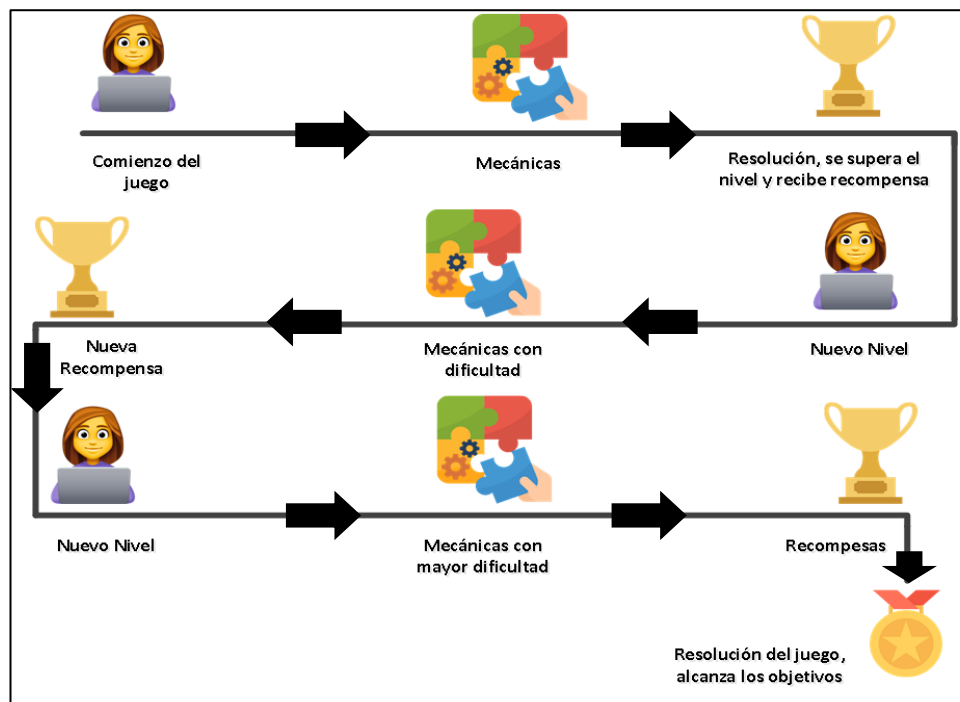 Comienzo del
juego
Mecánicas
Resolución, se supera el
nivel y recibe recompensa
Nuevo Nivel
Mecánicas con
dificultad
Nueva
Recompensa
Nuevo Nivel
Mecánicas con
mayor dificultad
Recompesas
Resolución del juego,
alcanza los objetivos